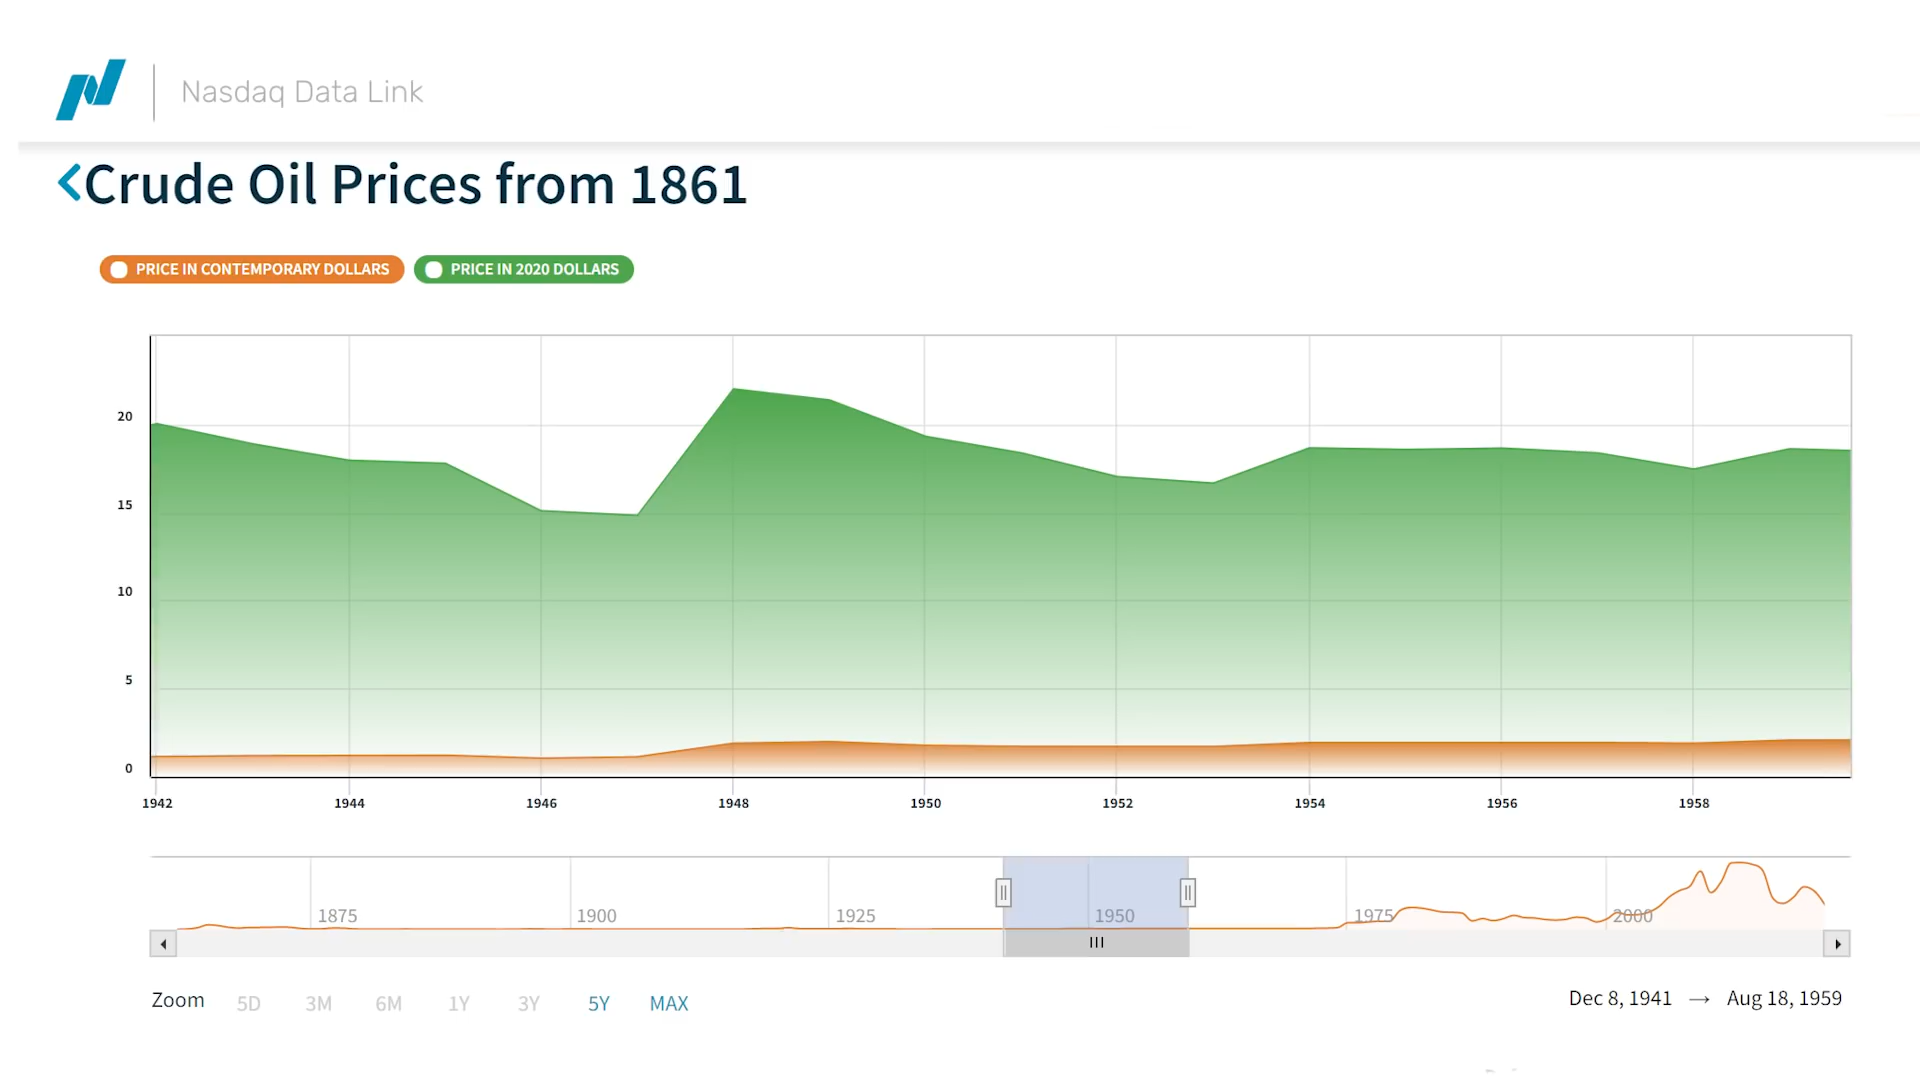 Nasdaq Data Link
Crude Oil Prices from 1861
PRICE IN CONTEMPORARY DOLLARS PRICE IN 2020 DOLLARS
20
15
10
5
0
1942 1944 1946 1948 1950 1952 1954 1956 1958
1875 1900 1925 1950 1975 2000
Zoom 5D 3M 6M 1Y 3Y 5Y MAX Dec 8, 1941 → Aug 18, 1959